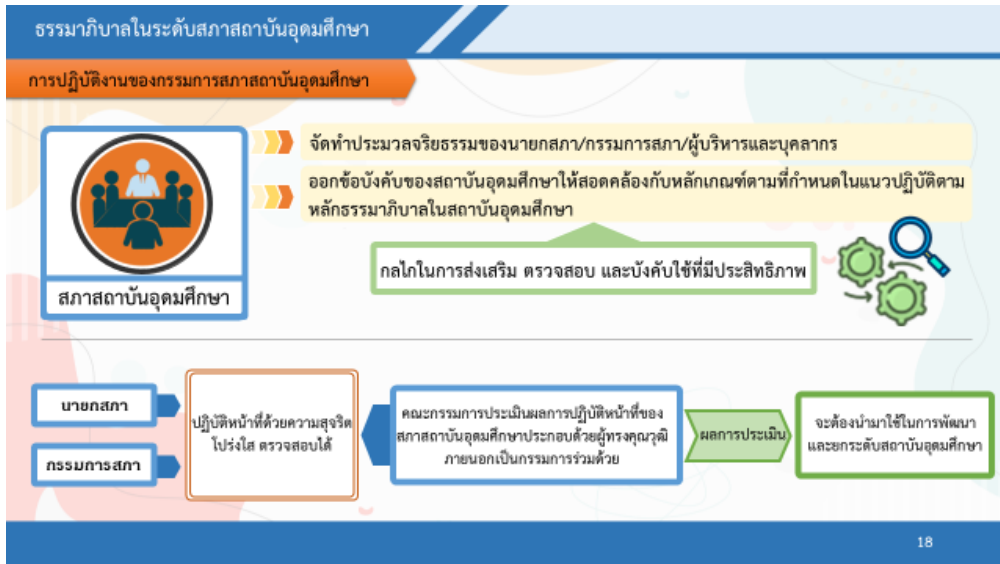 ธรรมาภิบาลในระดับสภาสถาบันอุดมศึกษา
การปฏิบัติงานของกรรมการสภาสถาบันอุดมศึกษา
จัดทำประมวลจริยธรรมของนายกสภา/กรรมการสภา/ผู้บริหารและบุคลากร
ออกข้อบังคับของสถาบันอุดมศึกษาให้สอดคล้องกับหลักเกณฑ์ตามที่กำหนดในแนวปฏิบัติตาม
หลักธรรมาภิบาลในสถาบันอุดมศึกษา
กลไกในการส่งเสริม ตรวจสอบ และบังคับใช้ที่มีประสิทธิภาพ
สภาสถาบันอุดมศึกษา
นายกสภา
กรรมการสภา
ปฏิบัติหน้าที่ด้วยความสุจริต
โปร่งใส ตรวจสอบได้
คณะกรรมการประเมินผลการปฏิบัติหน้าที่ของ
สภาสถาบันอุดมศึกษาประกอบด้วยผู้ทรงคุณวุฒิ
ภายนอกเป็นกรรมการร่วมด้วย
ผลการประเมิน
จะต้องนำมาใช้ในการพัฒนา
และยกระดับสถาบันอุดมศึกษา
18